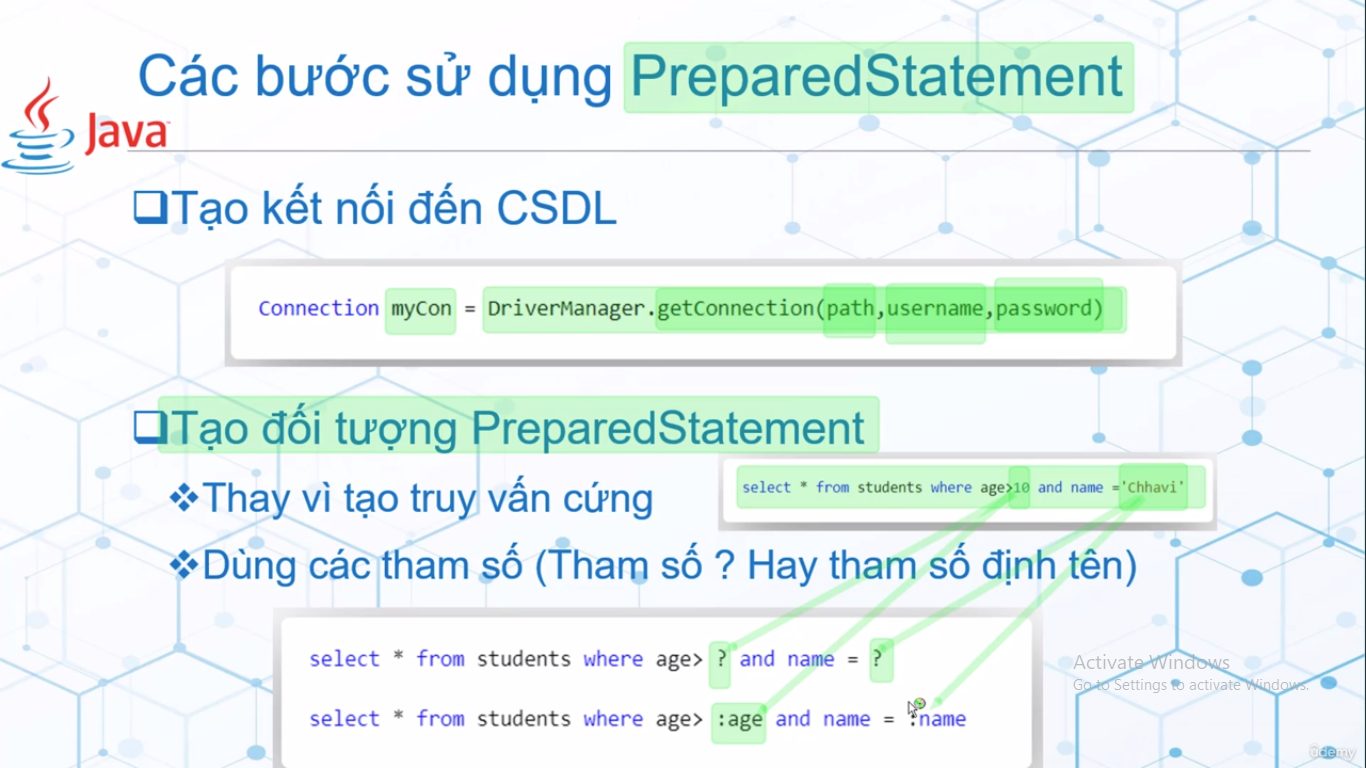 Các bước sử dụng PreparedStatement
Java
Tạo kết nối đến CSDL
Connection myCon = DriverManager.getConnection(path,username,password)
Tạo đối tượng PreparedStatement
Thay vì tạo truy vấn cứng
select * from students where age>10 and name ='Chhavi'
Dùng các tham số (Tham số ? Hay tham số định tên)
select * from students where age> ? and name = ?
select * from students where age> :age and name = :name
Activate Windows
Go to Settings to activate Windows.
ûdemy